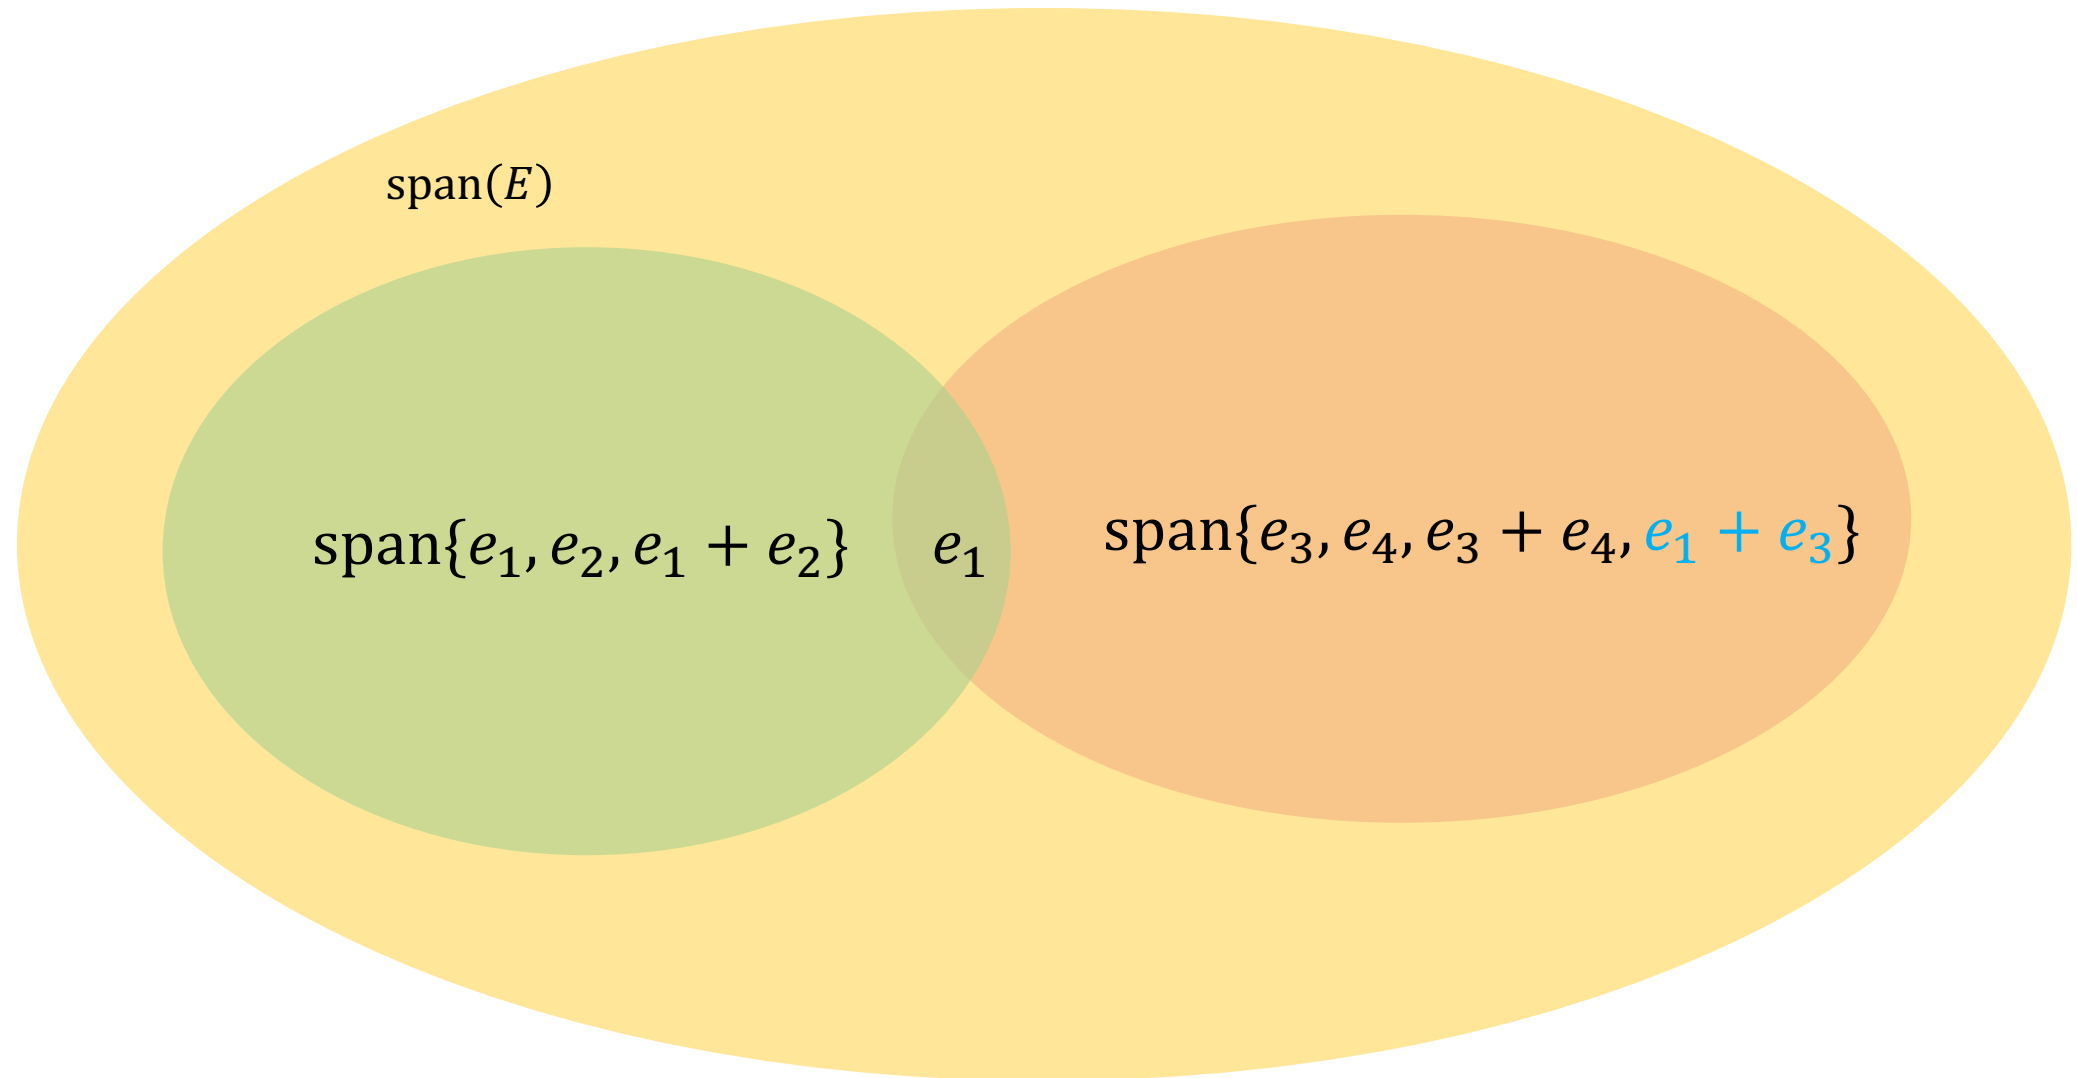 span(E)
span{e₁, e₂, e₁ + e₂} e₁ span{e₃, e₄, e₃ + e₄, e₁ + e₃}